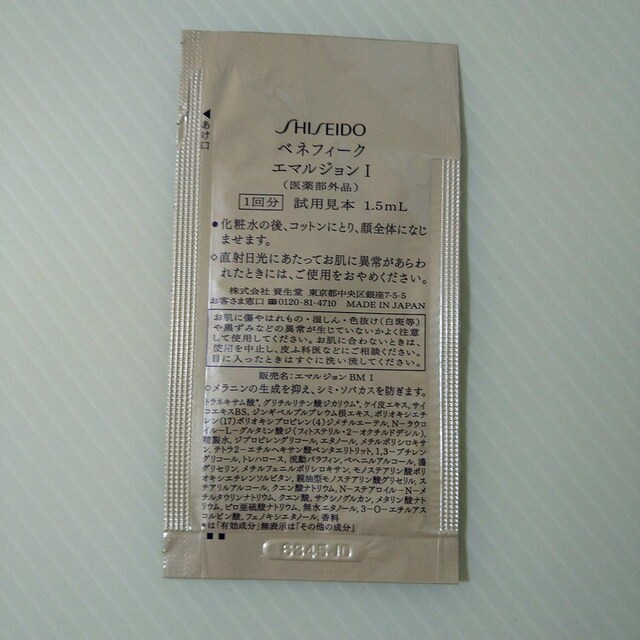 ◀あけ口
SHISEIDO
ベネフィーク
エマルジョンⅠ
(医薬部外品)
1回分 試用見本 1.5mL
●化粧水の後、コットンにとり、顔全体になじ
ませます。
◇直射日光にあたってお肌に異常があらわ
れたときには、ご使用をおやめください。
株式会社 資生堂 東京都中央区銀座7-5-5
お客さま窓口 ☎0120-81-4710 MADE IN JAPAN
お肌に傷やはれもの・湿しん・色抜け(白斑等)
や黒ずみなどの異常が生じていないかよく注意
して使用してください。お肌に合わないときは、
使用を中止し、皮ふ科医などにご相談ください。
目に入ったときはすぐに洗い流してください。
販売名:エマルジョン BM Ⅰ
◇メラニンの生成を抑え、シミ・ソバカスを防ぎます。
トラネキサム酸*,グリチルリチン酸ジカリウム*,ケイ皮エキス,サイ
コエキスBS,ジンギベルプルプレウム根エキス,ポリオキシエチ
レン(17)ポリオキシプロピレン(4)ジメチルエーテル,N-ラウロ
イル-L-グルタミン酸ジ(フィトステリル・2-オクチルドデシル),
精製水,ジプロピレングリコール,エタノール,メチルポリシロキサ
ン,テトラ2-エチルヘキサン酸ペンタエリトリット,1,3-ブチレン
グリコール,トレハロース,流動パラフィン,ベヘニルアルコール,濃
グリセリン,メチルフェニルポリシロキサン,モノステアリン酸ポリ
オキシエチレンソルビタン,親油型モノステアリン酸グリセリル,ス
テアリルアルコール,クエン酸ナトリウム,N-ステアロイル-N-メ
チルタウリンナトリウム,クエン酸,サクシノグルカン,メタリン酸ナ
トリウム,ピロ亜硫酸ナトリウム,無水エタノール,3-O-エチルアス
コルビン酸,フェノキシエタノール,香料
*は「有効成分」無表示は「その他の成分」